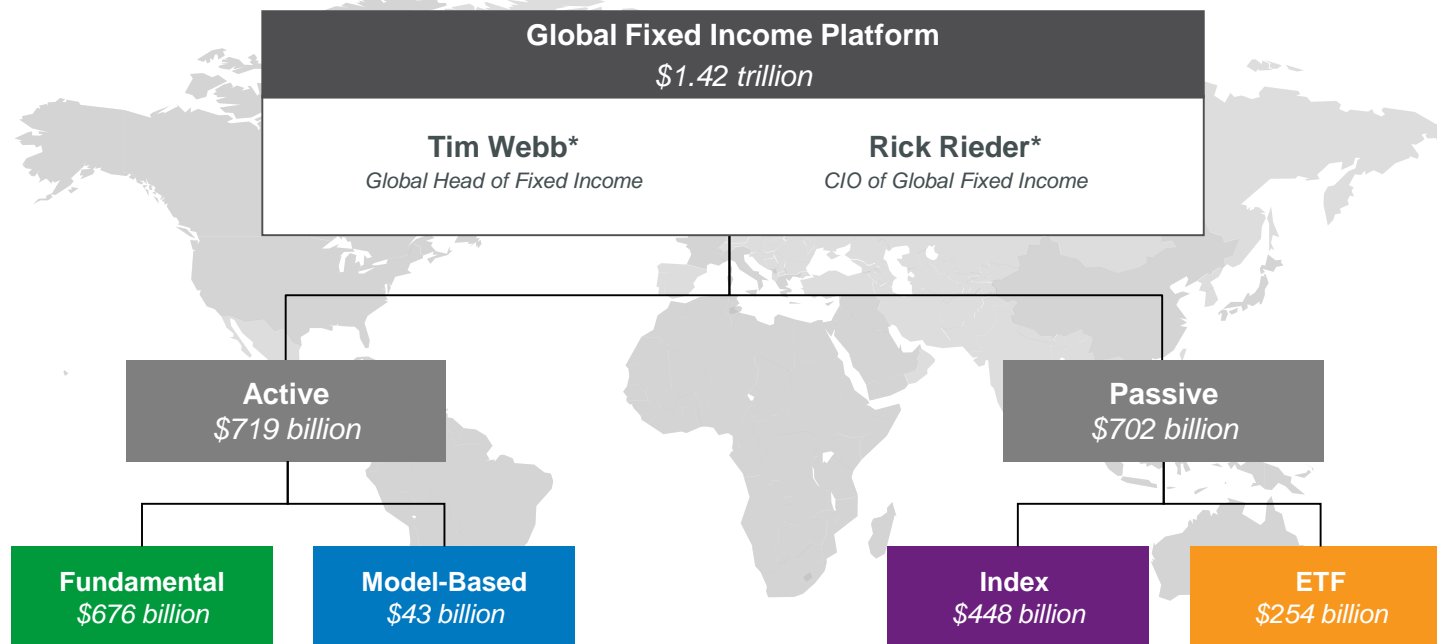 Global Fixed Income Platform
$1.42 trillion
Tim Webb*
Global Head of Fixed Income
Rick Rieder*
CIO of Global Fixed Income
Active
$719 billion
Passive
$702 billion
Fundamental
$676 billion
Model-Based
$43 billion
Index
$448 billion
ETF
$254 billion